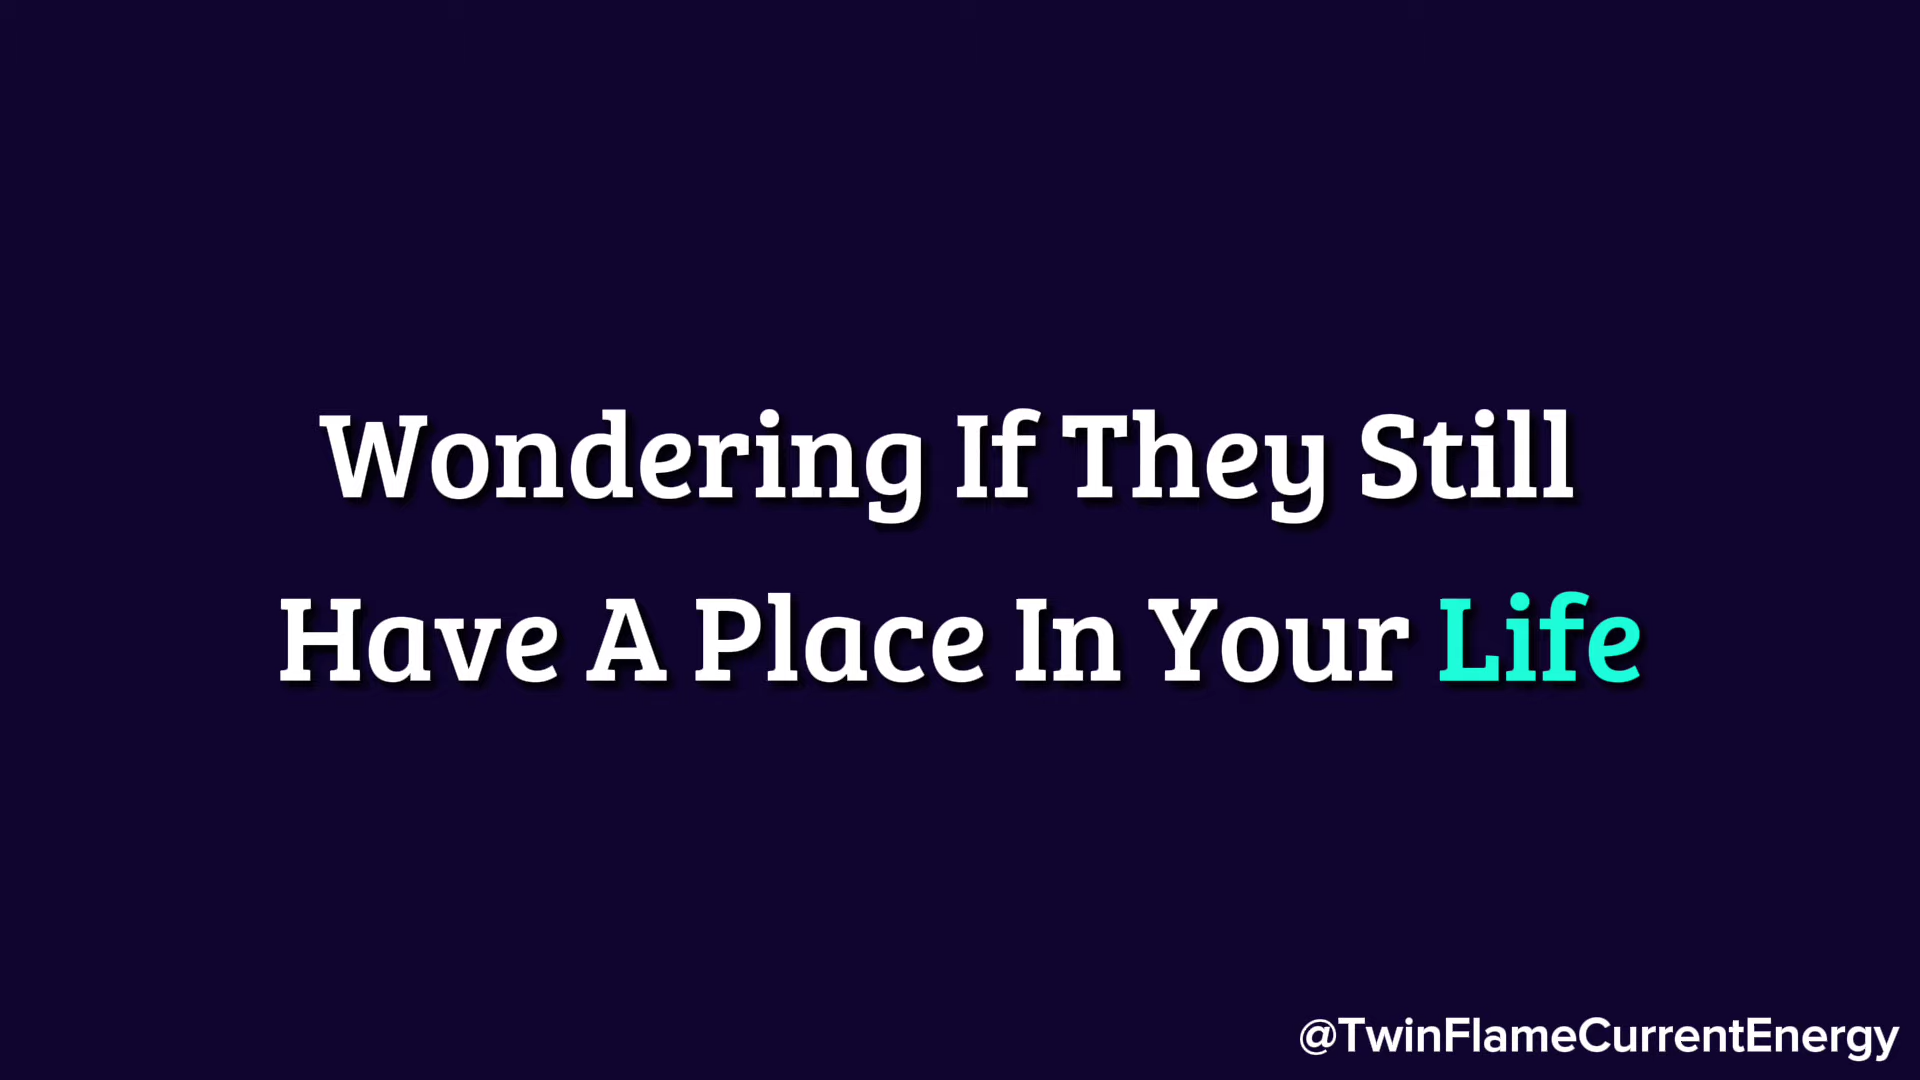 Wondering If They Still
Have A Place In Your Life
@TwinFlameCurrentEnergy